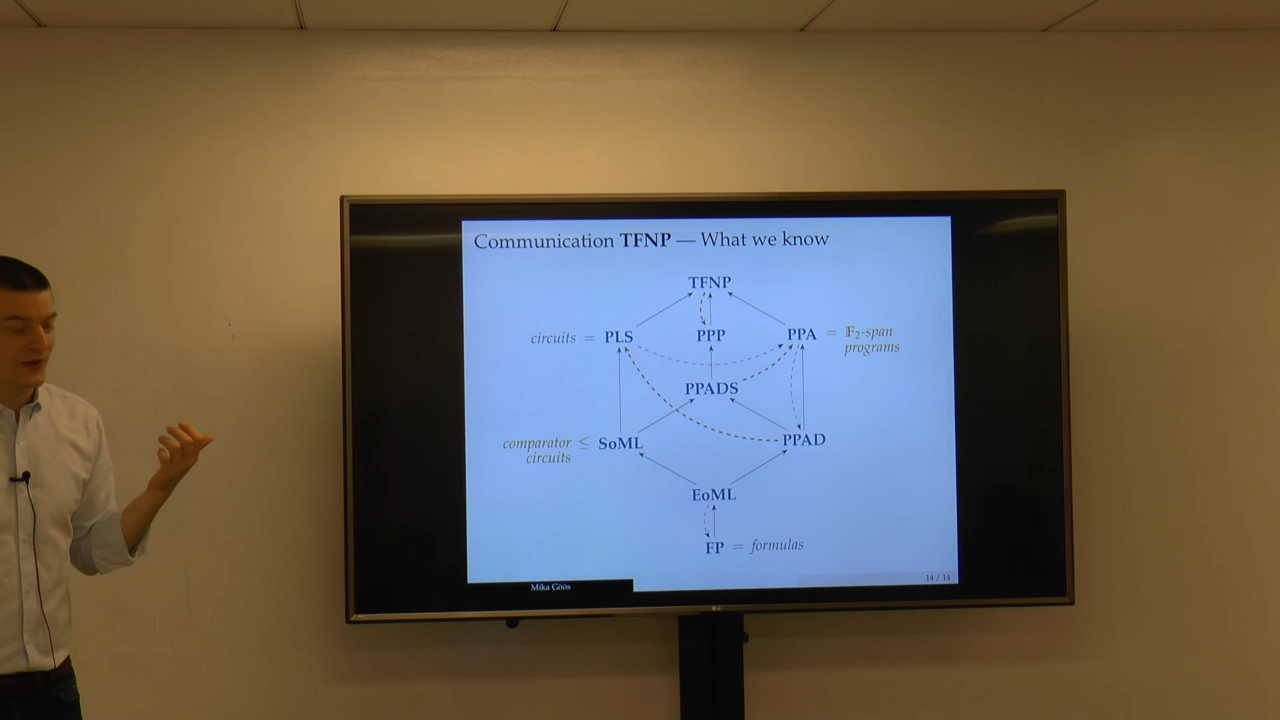 Communication TFNP — What we know
TFNP
circuits = PLS
PPP
PPA = 𝔽₂-span
programs
PPADS
comparator ≤ SoML
circuits
PPAD
EoML
FP = formulas
Mika Göös
14 / 14
LG